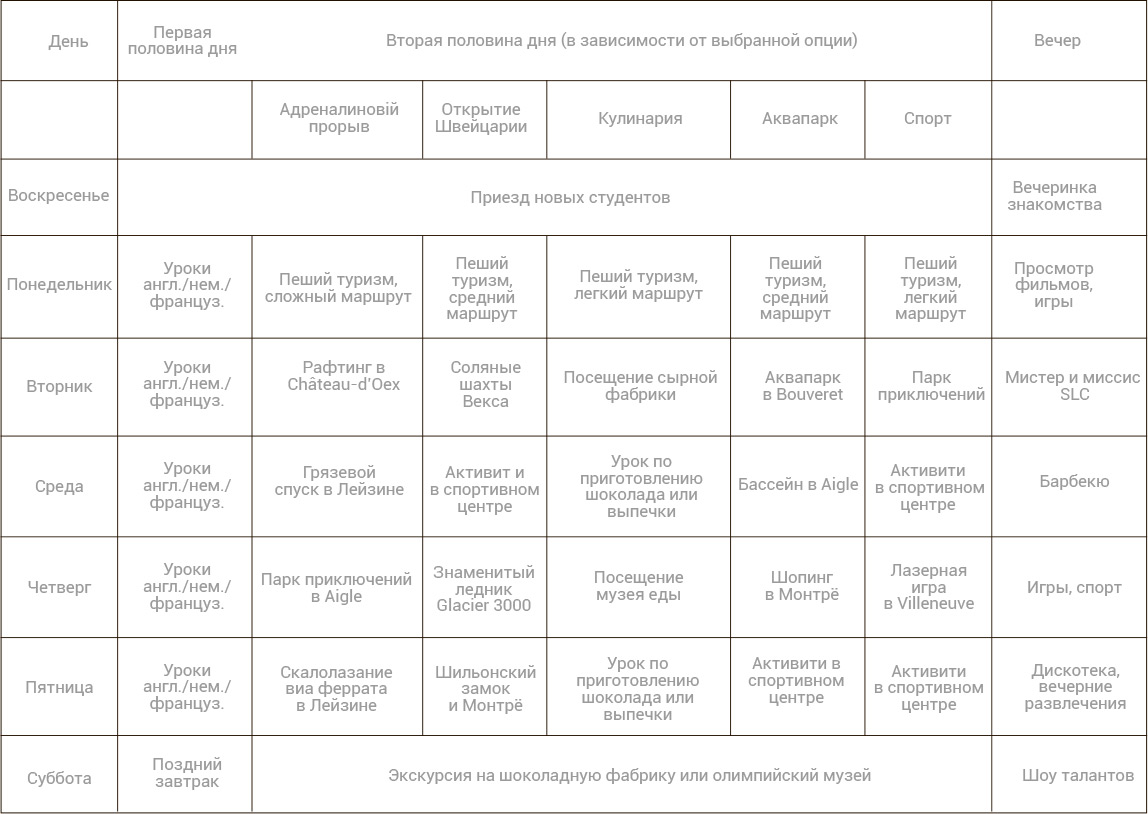 День
Первая
половина дня
Вторая половина дня (в зависимости от выбранной опции)
Вечер
Адреналиновій
прорыв
Открытие
Швейцарии
Кулинария
Аквапарк
Спорт
Воскресенье
Приезд новых студентов
Вечеринка
знакомства
Понедельник
Уроки
англ./нем./
француз.
Пеший туризм,
сложный маршрут
Пеший
туризм,
средний
маршрут
Пеший туризм,
легкий маршрут
Пеший
туризм,
средний
маршрут
Пеший
туризм,
легкий
маршрут
Просмотр
фильмов,
игры
Вторник
Уроки
англ./нем./
француз.
Рафтинг в
Château-d'Oex
Соляные
шахты
Векса
Посещение сырной
фабрики
Аквапарк
в Bouveret
Парк
приключений
Мистер и миссис
SLC
Среда
Уроки
англ./нем./
француз.
Грязевой
спуск в Лейзине
Активит и
в спортивном
центре
Урок по
приготовлению
шоколада или
выпечки
Бассейн в Aigle
Активити
в спортивном
центре
Барбекю
Четверг
Уроки
англ./нем./
француз.
Парк приключений
в Aigle
Знаменитый
ледник
Glacier 3000
Посещение
музея еды
Шопинг
в Монтрё
Лазерная
игра
в Villeneuve
Игры, спорт
Пятница
Уроки
англ./нем./
француз.
Скалолазание
виа феррата
в Лейзине
Шильонский
замок
и Монтрё
Урок по
приготовлению
шоколада или
выпечки
Активити в
спортивном
центре
Активити
в спортивном
центре
Дискотека,
вечерние
развлечения
Суббота
Поздний
завтрак
Экскурсия на шоколадную фабрику или олимпийский музей
Шоу талантов